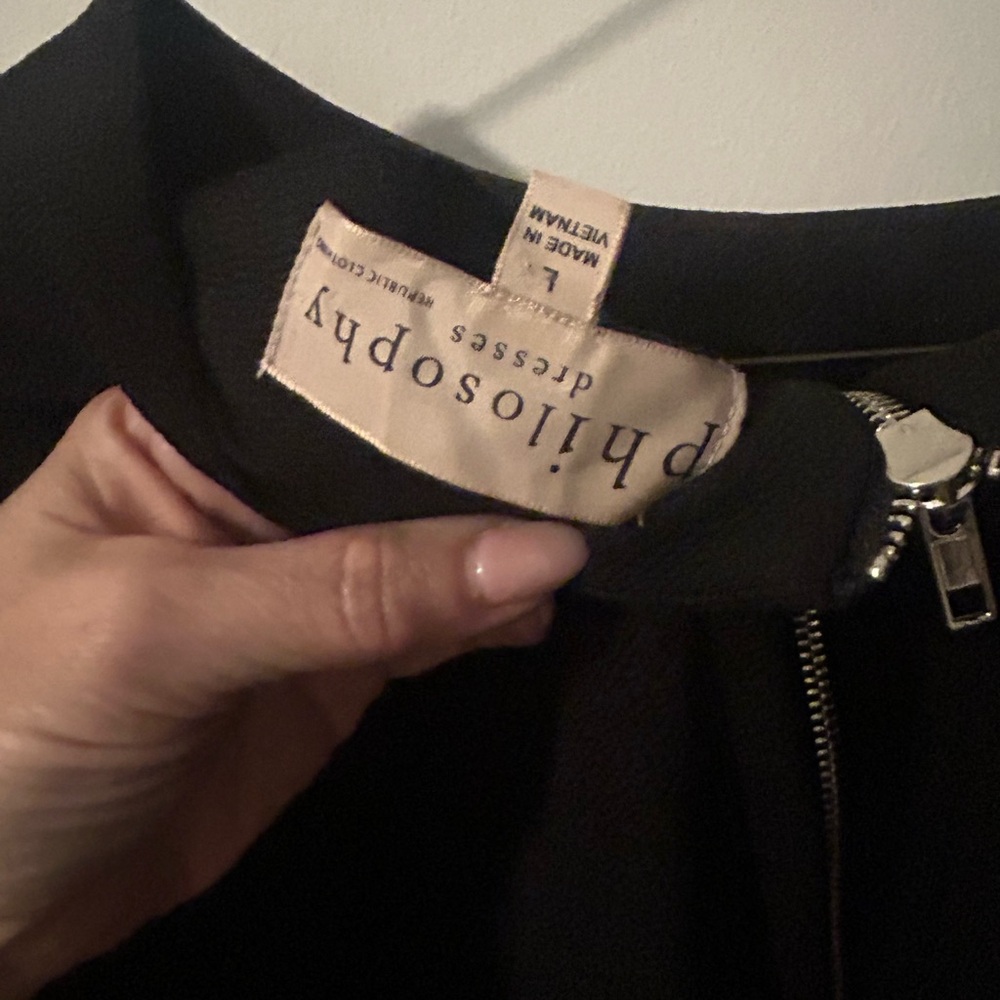 philosophy
dresses
REPUBLIC CLOTHING
L
MADE IN
VIETNAM